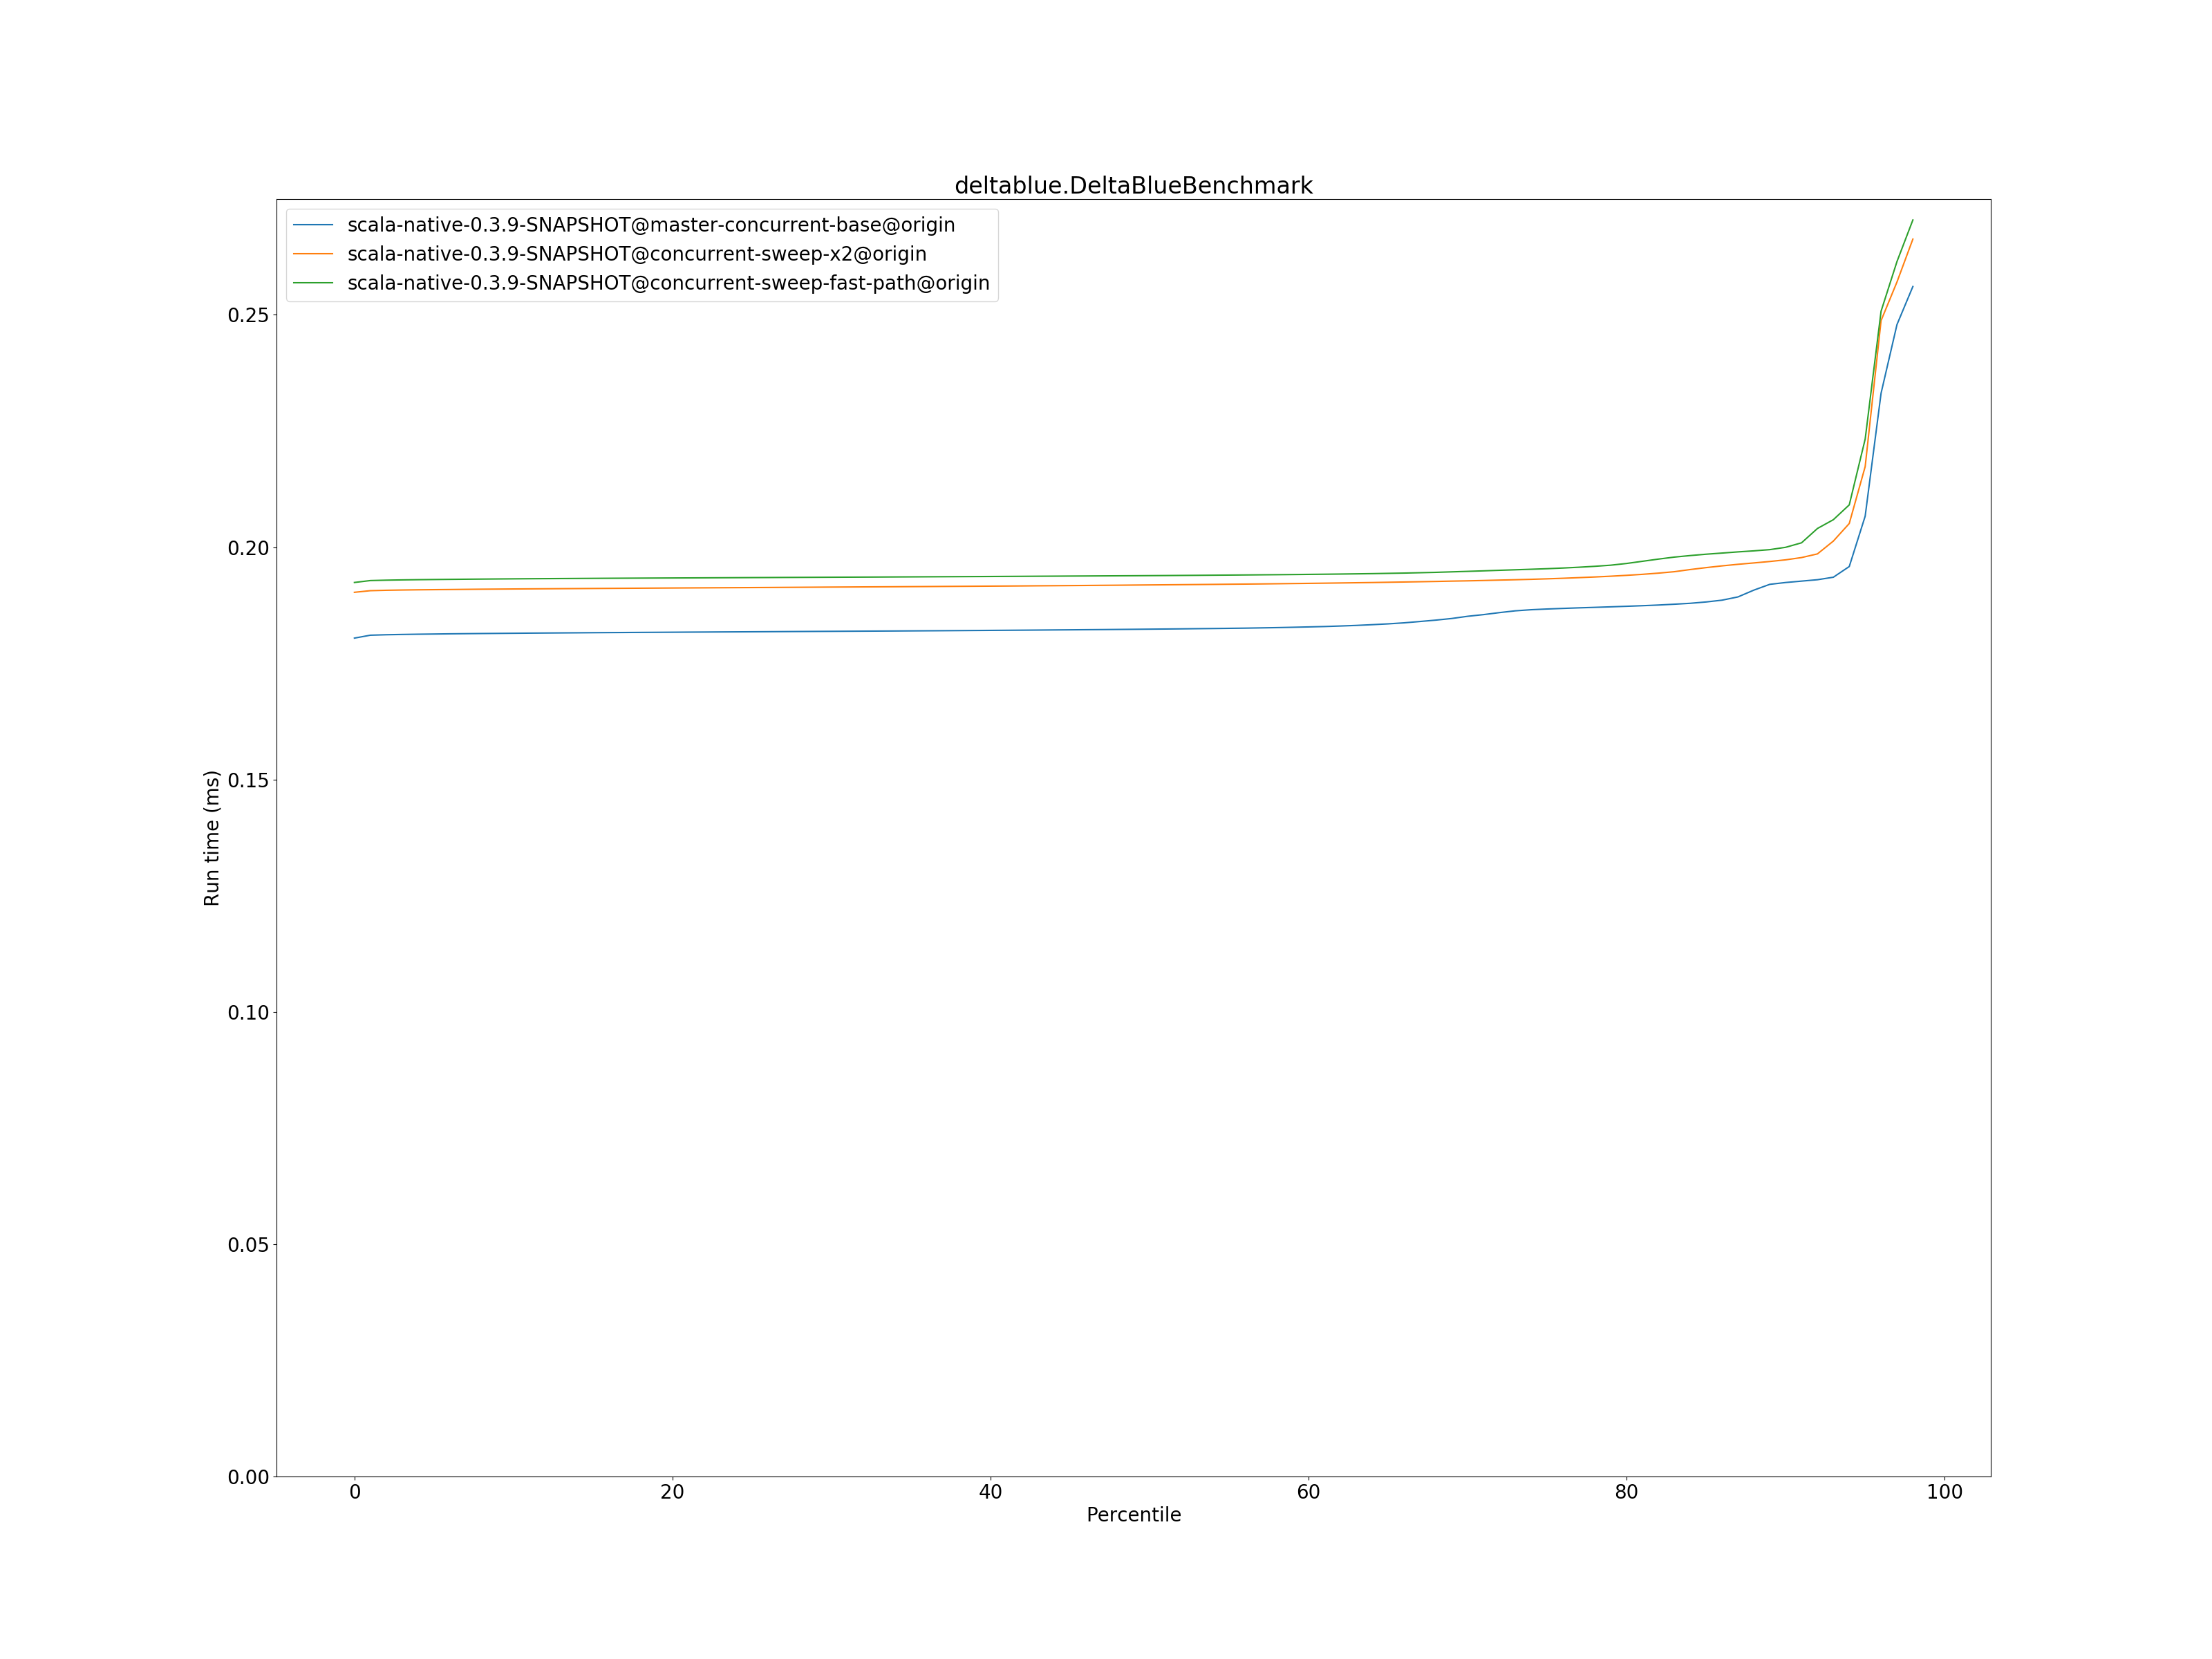 deltablue.DeltaBlueBenchmark
scala-native-0.3.9-SNAPSHOT@master-concurrent-base@origin
scala-native-0.3.9-SNAPSHOT@concurrent-sweep-x2@origin
scala-native-0.3.9-SNAPSHOT@concurrent-sweep-fast-path@origin
0.25
0.20
0.15
0.10
0.05
0.00
Run time (ms)
0 20 40 60 80 100
Percentile